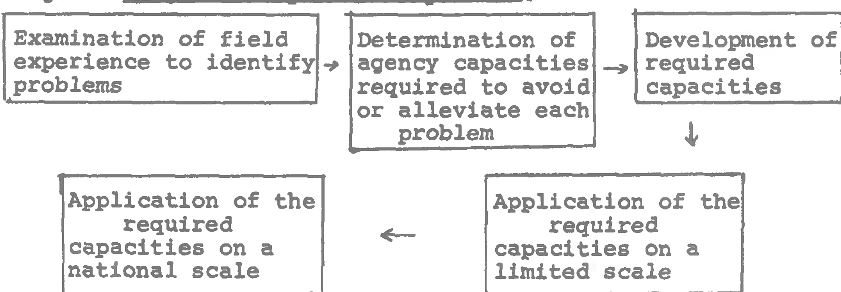 Examination of field
experience to identify
problems
Determination of
agency capacities
required to avoid
or alleviate each
problem
Development of
required
capacities
Application of the
required
capacities on a
limited scale
Application of the
required
capacities on a
national scale